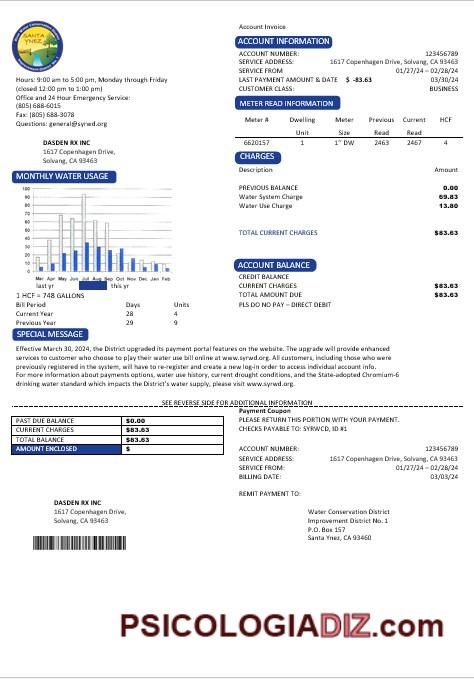 SANTA YNEZ
Hours: 9:00 am to 5:00 pm, Monday through Friday
(closed 12:00 pm to 1:00 pm)
Office and 24 Hour Emergency Service:
(805) 688-6015
Fax: (805) 688-3078
Questions: general@syrwd.org
DASDEN RX INC
1617 Copenhagen Drive,
Solvang, CA 93463
Account Invoice
ACCOUNT INFORMATION
ACCOUNT NUMBER: 123456789
SERVICE ADDRESS: 1617 Copenhagen Drive, Solvang, CA 93463
SERVICE FROM 01/27/24 – 02/28/24
LAST PAYMENT AMOUNT & DATE $ -83.63 03/30/24
CUSTOMER CLASS: BUSINESS
METER READ INFORMATION
Meter # Dwelling Meter Previous Current HCF
Unit Size Read Read
6620157 1 1" DW 2463 2467 4
CHARGES
Description Amount
PREVIOUS BALANCE 0.00
Water System Charge 69.83
Water Use Charge 13.80
TOTAL CURRENT CHARGES $83.63
ACCOUNT BALANCE
CREDIT BALANCE
CURRENT CHARGES $83.63
TOTAL AMOUNT DUE $83.63
PLS DO NO PAY – DIRECT DEBIT
MONTHLY WATER USAGE
100
90
80
70
60
50
40
30
20
10
0
Mar Apr May Jun Jul Aug Sep Oct Nov Dec Jan Feb
last yr this yr
1 HCF = 748 GALLONS
Bill Period Days Units
Current Year 28 4
Previous Year 29 9
SPECIAL MESSAGE
Effective March 30, 2024, the District upgraded its payment portal features on the website. The upgrade will provide enhanced
services to customer who choose to play their water use bill online at www.syrwd.org. All customers, including those who were
previously registered in the system, will have to re-register and create a new log-in order to access individual account info.
For more information about payments options, water use history, current drought conditions, and the State-adopted Chromium-6
drinking water standard which impacts the District's water supply, please visit www.syrwd.org.
SEE REVERSE SIDE FOR ADDITIONAL INFORMATION
PAST DUE BALANCE $0.00
CURRENT CHARGES $83.63
TOTAL BALANCE $83.63
AMOUNT ENCLOSED $
Payment Coupon
PLEASE RETURN THIS PORTION WITH YOUR PAYMENT.
CHECKS PAYABLE TO: SYRWCD, ID #1
ACCOUNT NUMBER: 123456789
SERVICE ADDRESS: 1617 Copenhagen Drive, Solvang, CA 93463
SERVICE FROM: 01/27/24 – 02/28/24
BILLING DATE: 03/03/24
REMIT PAYMENT TO:
DASDEN RX INC
1617 Copenhagen Drive,
Solvang, CA 93463
Water Conservation District
Improvement District No. 1
P.O. Box 157
Santa Ynez, CA 93460
PSICOLOGIADIZ.com